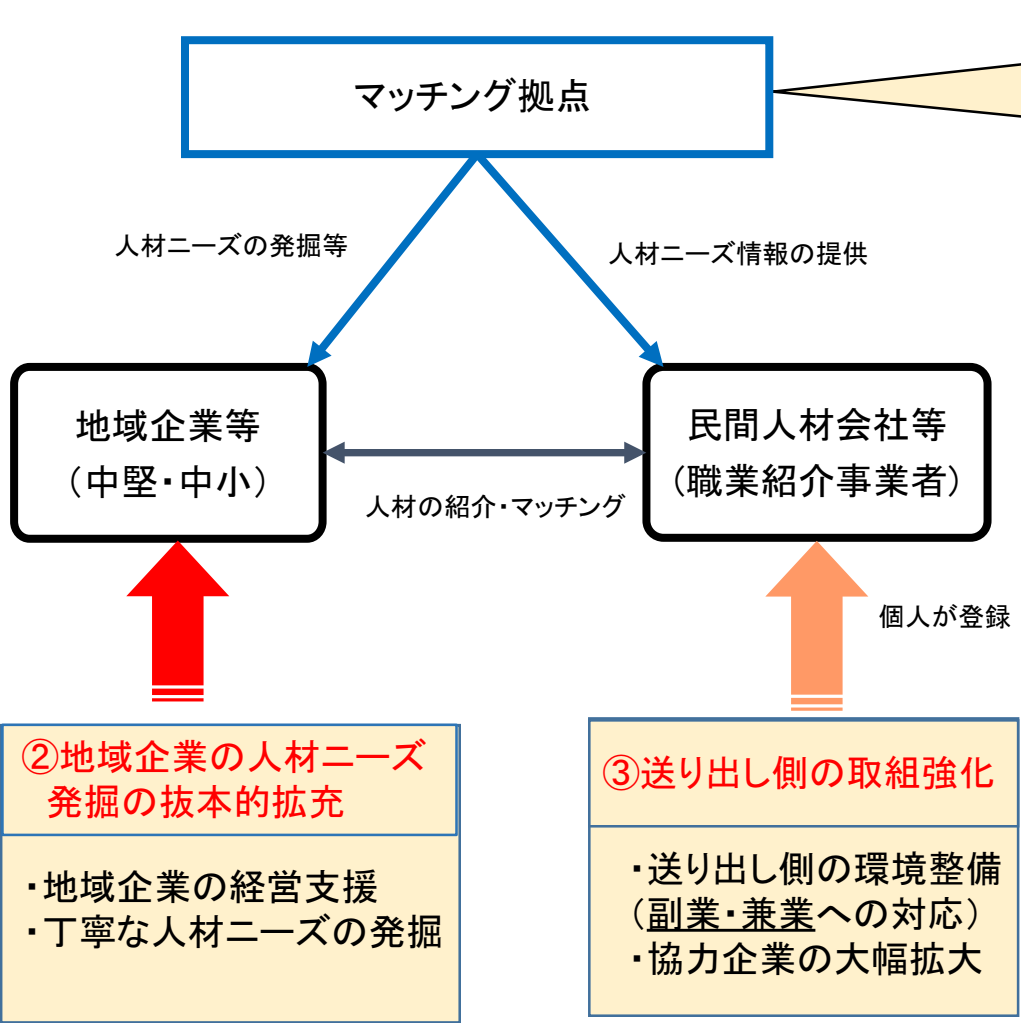 マッチング拠点
人材ニーズの発掘等
人材ニーズ情報の提供
地域企業等
（中堅・中小）
民間人材会社等
（職業紹介事業者）
人材の紹介・マッチング
個人が登録
②地域企業の人材ニーズ
発掘の抜本的拡充
・地域企業の経営支援
・丁寧な人材ニーズの発掘
③送り出し側の取組強化
・送り出し側の環境整備
（副業・兼業への対応）
・協力企業の大幅拡大